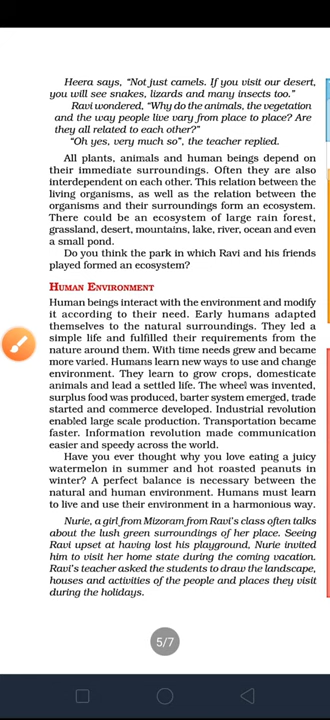 Heera says, "Not just camels. If you visit our desert,
you will see snakes, lizards and many insects too."
Ravi wondered, "Why do the animals, the vegetation
and the way people live vary from place to place? Are
they all related to each other?"
"Oh yes, very much so", the teacher replied.
All plants, animals and human beings depend on
their immediate surroundings. Often they are also
interdependent on each other. This relation between the
living organisms, as well as the relation between the
organisms and their surroundings form an ecosystem.
There could be an ecosystem of large rain forest,
grassland, desert, mountains, lake, river, ocean and even
a small pond.
Do you think the park in which Ravi and his friends
played formed an ecosystem?
HUMAN ENVIRONMENT
Human beings interact with the environment and modify
it according to their need. Early humans adapted
themselves to the natural surroundings. They led a
simple life and fulfilled their requirements from the
nature around them. With time needs grew and became
more varied. Humans learn new ways to use and change
environment. They learn to grow crops, domesticate
animals and lead a settled life. The wheel was invented,
surplus food was produced, barter system emerged, trade
started and commerce developed. Industrial revolution
enabled large scale production. Transportation became
faster. Information revolution made communication
easier and speedy across the world.
Have you ever thought why you love eating a juicy
watermelon in summer and hot roasted peanuts in
winter? A perfect balance is necessary between the
natural and human environment. Humans must learn
to live and use their environment in a harmonious way.
Nurie, a girl from Mizoram from Ravi's class often talks
about the lush green surroundings of her place. Seeing
Ravi upset at having lost his playground, Nurie invited
him to visit her home state during the coming vacation.
Ravi's teacher asked the students to draw the landscape,
houses and activities of the people and places they visit
during the holidays.
5/7